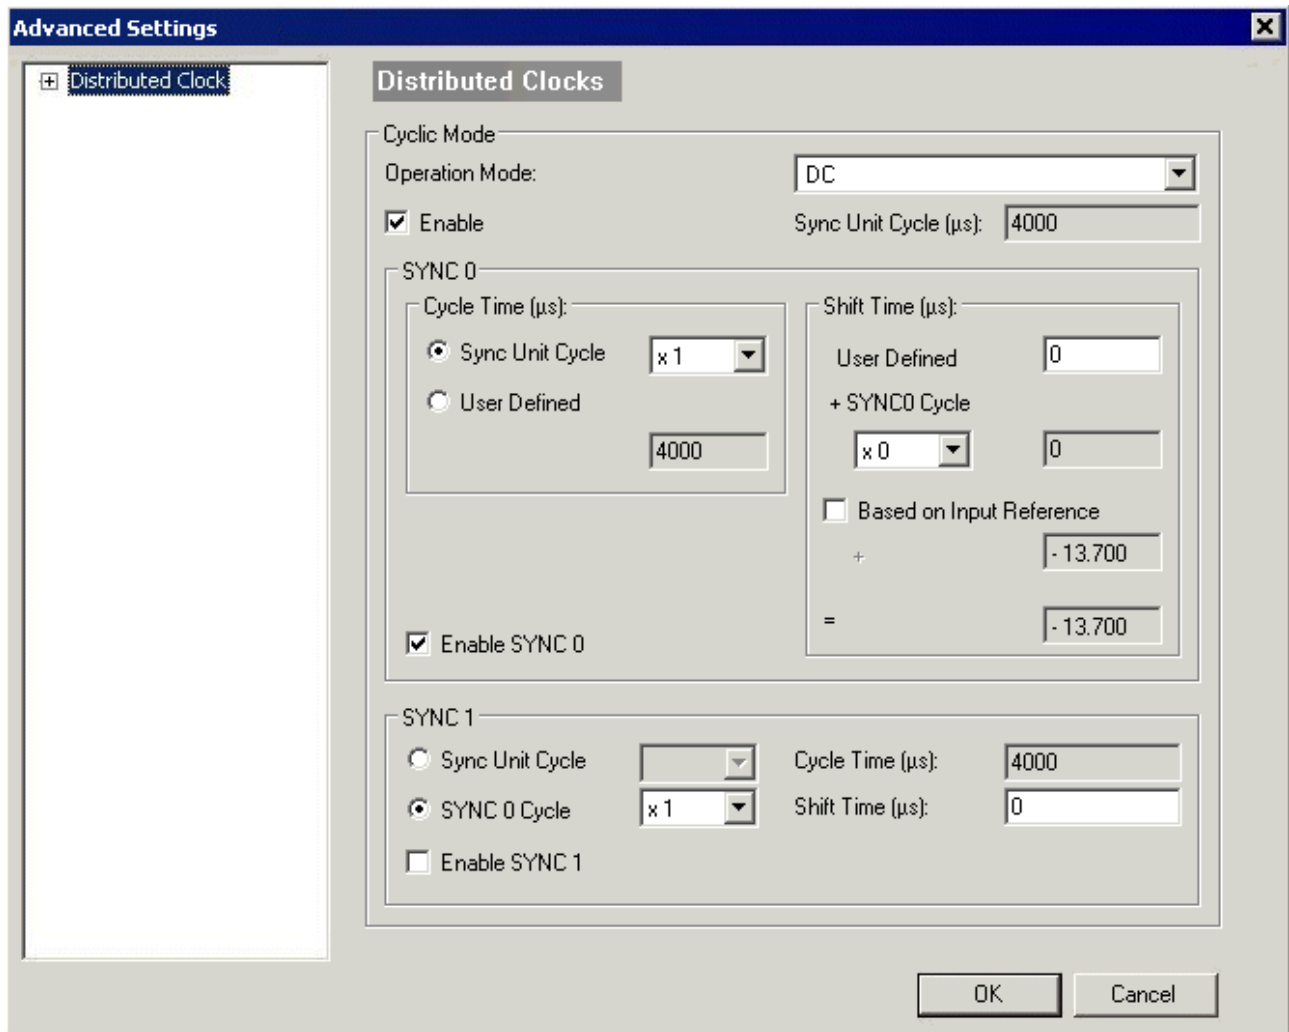 Advanced Settings
Distributed Clock
Distributed Clocks
Cyclic Mode
Operation Mode:
DC
Enable
Sync Unit Cycle (µs):
4000
SYNC 0
Cycle Time (µs):
Sync Unit Cycle
x 1
User Defined
4000
Enable SYNC 0
Shift Time (µs):
User Defined
0
+ SYNC0 Cycle
x 0
0
Based on Input Reference
+
- 13.700
=
- 13.700
SYNC 1
Sync Unit Cycle
Cycle Time (µs):
4000
SYNC 0 Cycle
x 1
Shift Time (µs):
0
Enable SYNC 1
OK
Cancel